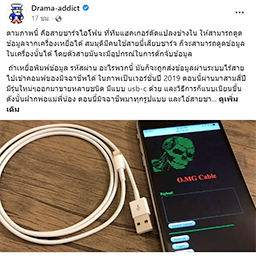 Drama-addict
17 ชม. ·
ตามภาพนี้ คือสายชาร์จไอโฟน ที่ทีมแฮคเกอร์ดัดแปลงข้างใน ให้สามารถดูด
ข้อมูลจากเครื่องเหยื่อได้ สมมุติมีคนใช้สายนี้เสียบชาร์จ ก็จะสามารถดูดข้อมูล
ในเครื่องนั้นได้ โดยตัวสายมันจะมีอุปกรณ์ในการดักจับข้อมูล
ถ้าเหยื่อพิมพ์ข้อมูล รหัสผ่าน อะไรพวกนี้ มันก็จะถูกส่งข้อมูลผ่านระบบไร้สาย
ไปเข้าคอมพ์ของมิจฉาชีพได้ ในภาพเป็นเวอร์ชั่นปี 2019 ตอนนี้ผ่านมาสามสี่ปี
มีรุ่นใหม่ๆออกมาขายหลายชนิด มีแบบ usb-c ด้วย และวิธีการก็แนบเนียนขึ้น
ดังนั้นฝากพ่อแม่พี่น้อง ตอนนี้มิจฉาชีพมาทุกรูปแบบ และไอ้สายชา... ดูเพิ่ม
เติม
O.MG Cable
Payload